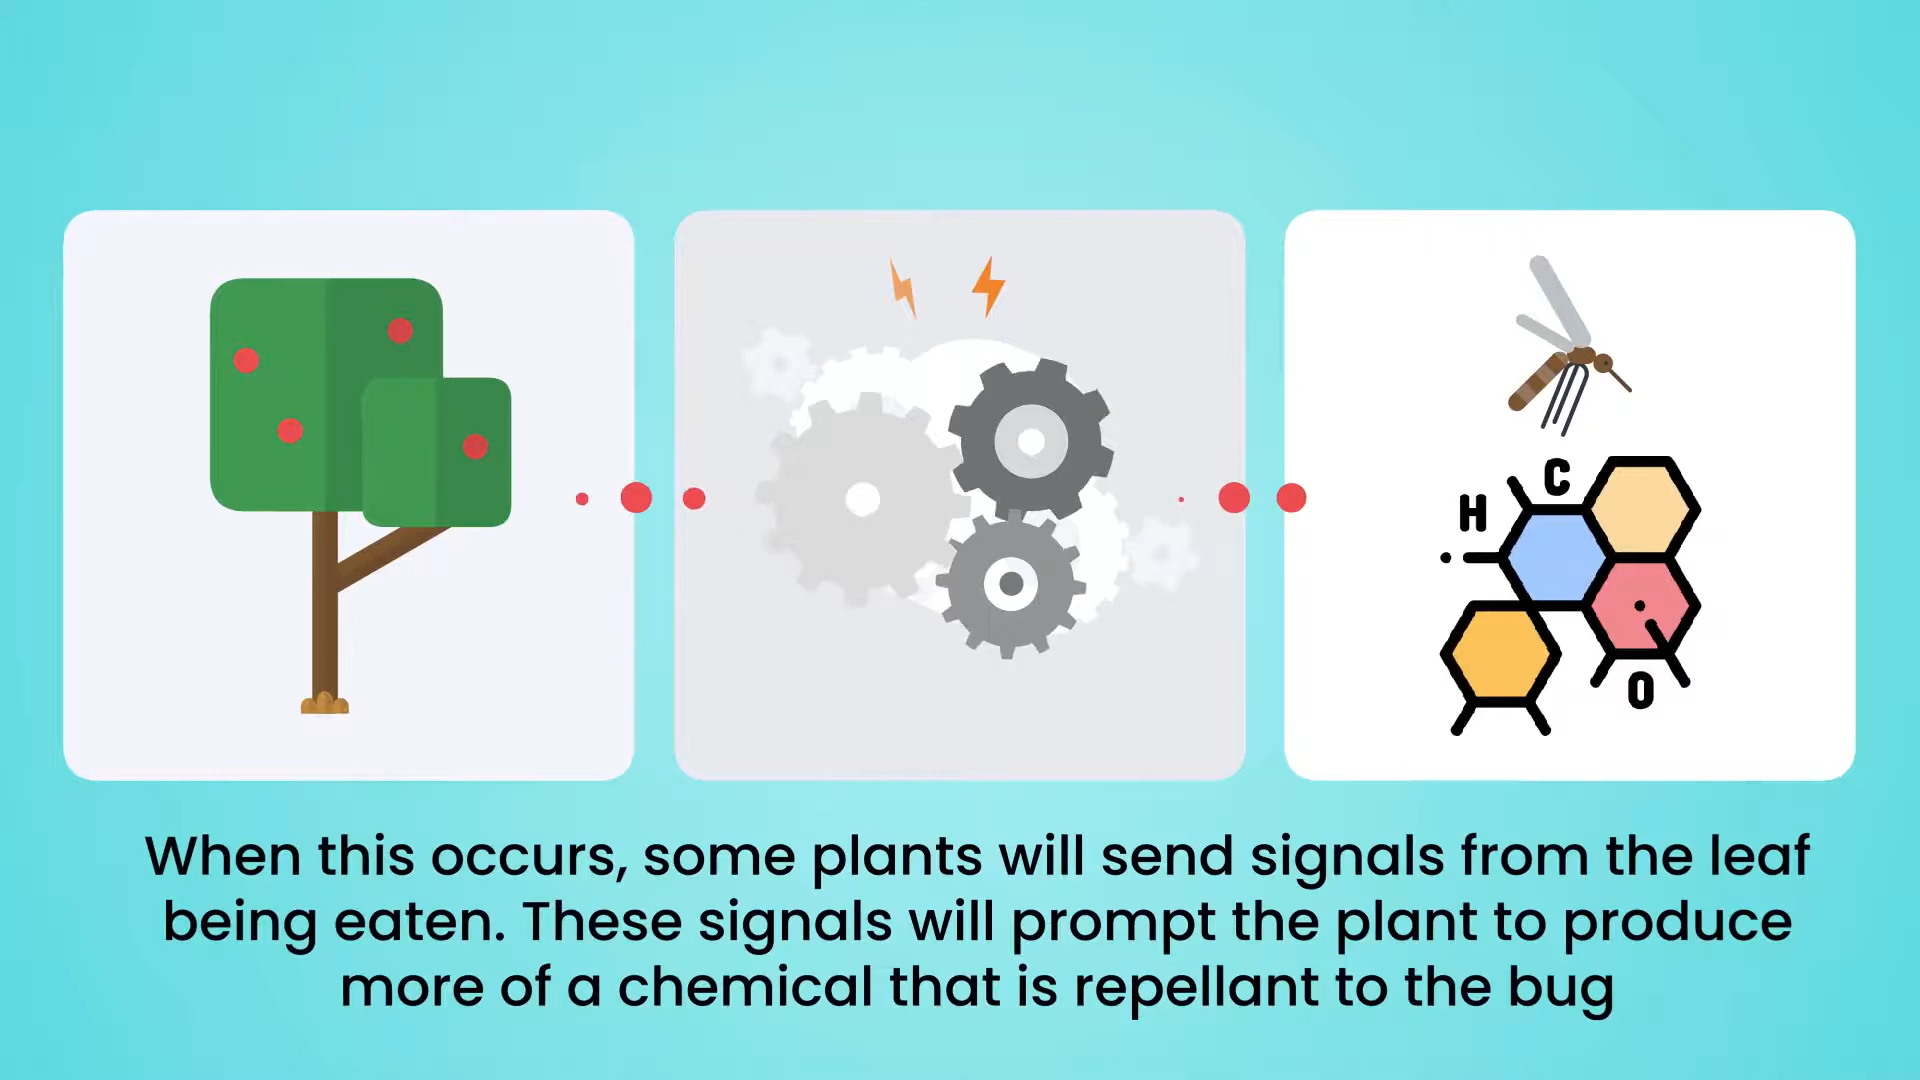 H
C
O
When this occurs, some plants will send signals from the leaf
being eaten. These signals will prompt the plant to produce
more of a chemical that is repellant to the bug